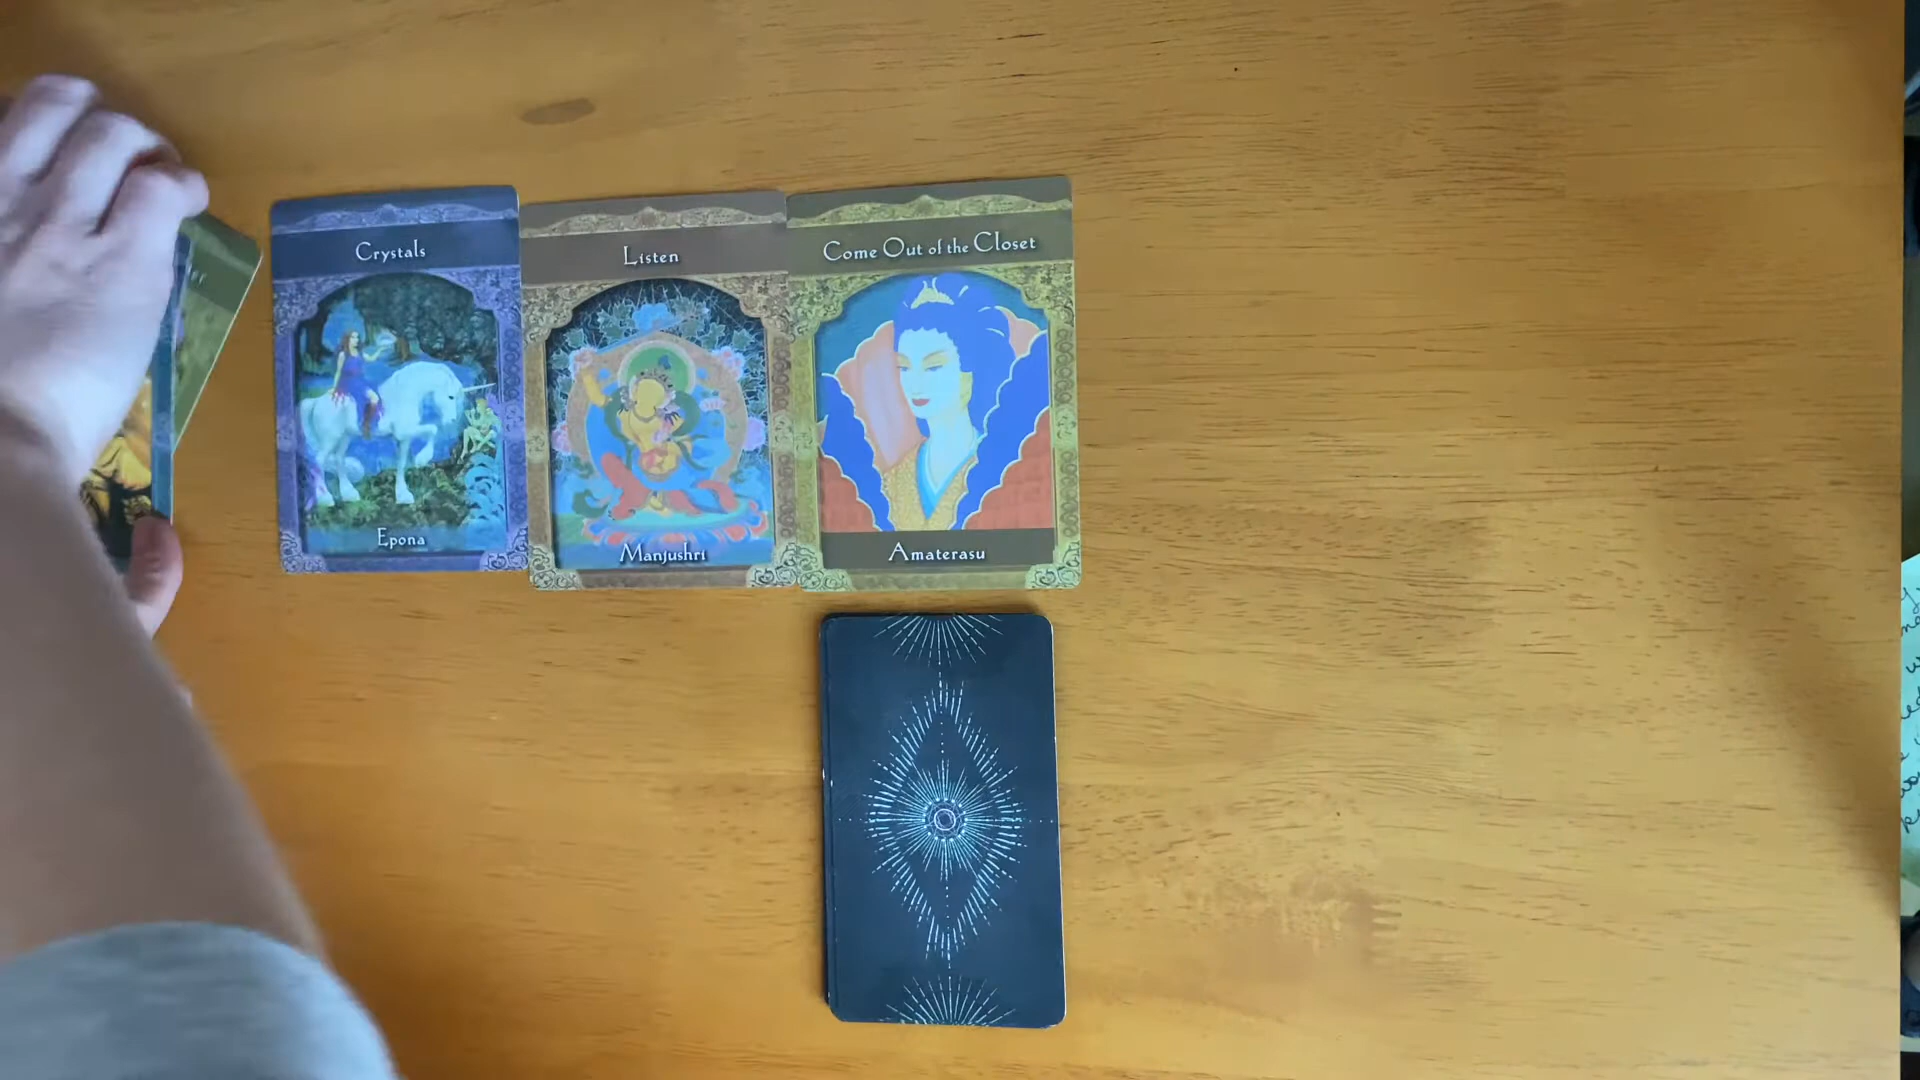 Crystals
Epona
Listen
Manjushri
Come Out of the Closet
Amaterasu